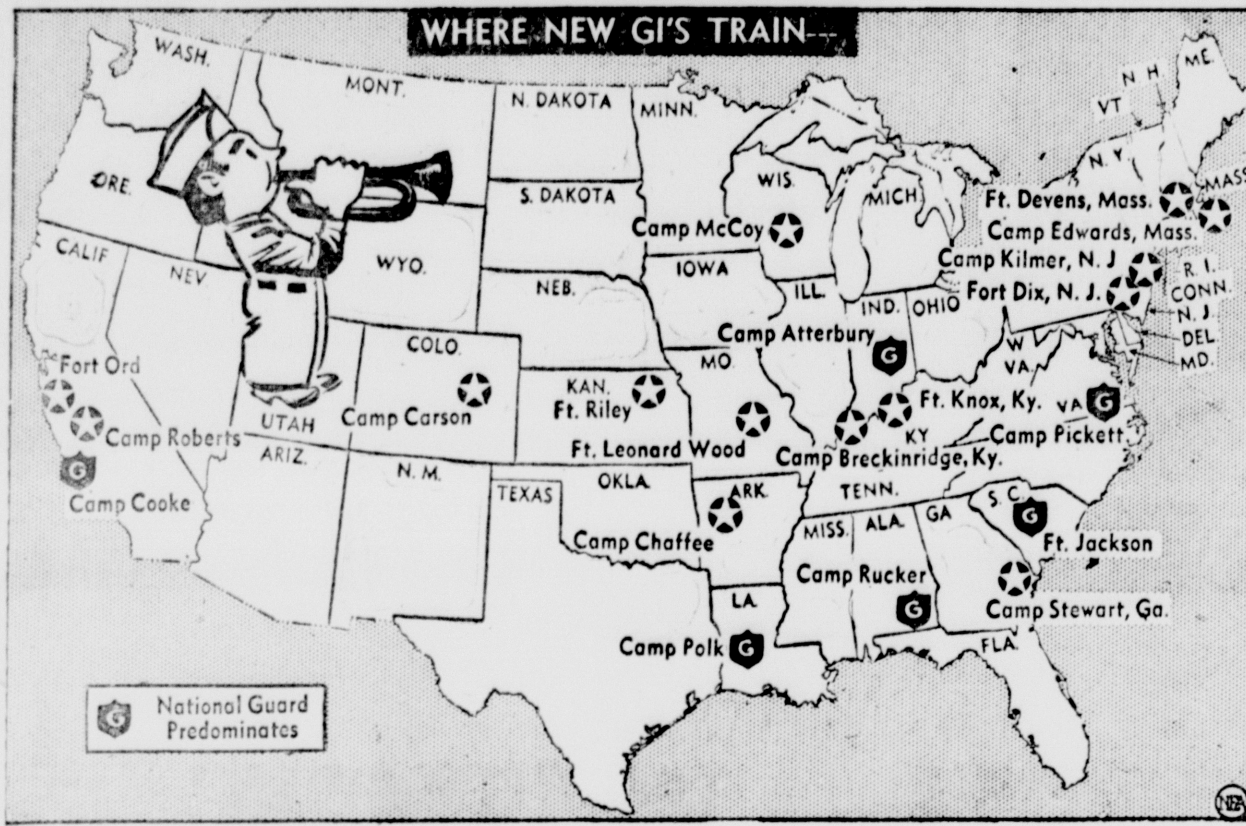 WHERE NEW GI'S TRAIN---
WASH.
MONT.
N. DAKOTA
MINN.
N. H.
ME.
VT
N. Y.
ORE.
S. DAKOTA
WIS.
MICH.
MASS.
Ft. Devens, Mass.
Camp McCoy
Camp Edwards, Mass.
CALIF
NEV.
WYO.
IOWA
Camp Kilmer, N. J
R. I.
CONN.
NEB.
ILL.
IND.
OHIO
Fort Dix, N. J.
N. J.
DEL.
MD.
Camp Atterbury
G
W
VA.
COLO.
MO.
Fort Ord
KAN.
Ft. Riley
Ft. Knox, Ky.
VA
G
UTAH
Camp Carson
KY
Camp Pickett
Camp Roberts
Ft. Leonard Wood
Camp Breckinridge, Ky.
ARIZ.
G
Camp Cooke
N. M.
TEXAS
OKLA.
ARK.
TENN.
S. C.
G
Camp Chaffee
MISS.
ALA.
GA
Ft. Jackson
Camp Rucker
G
Camp Stewart, Ga.
LA.
Camp Polk
G
FLA.
G
National Guard
Predominates
NEA